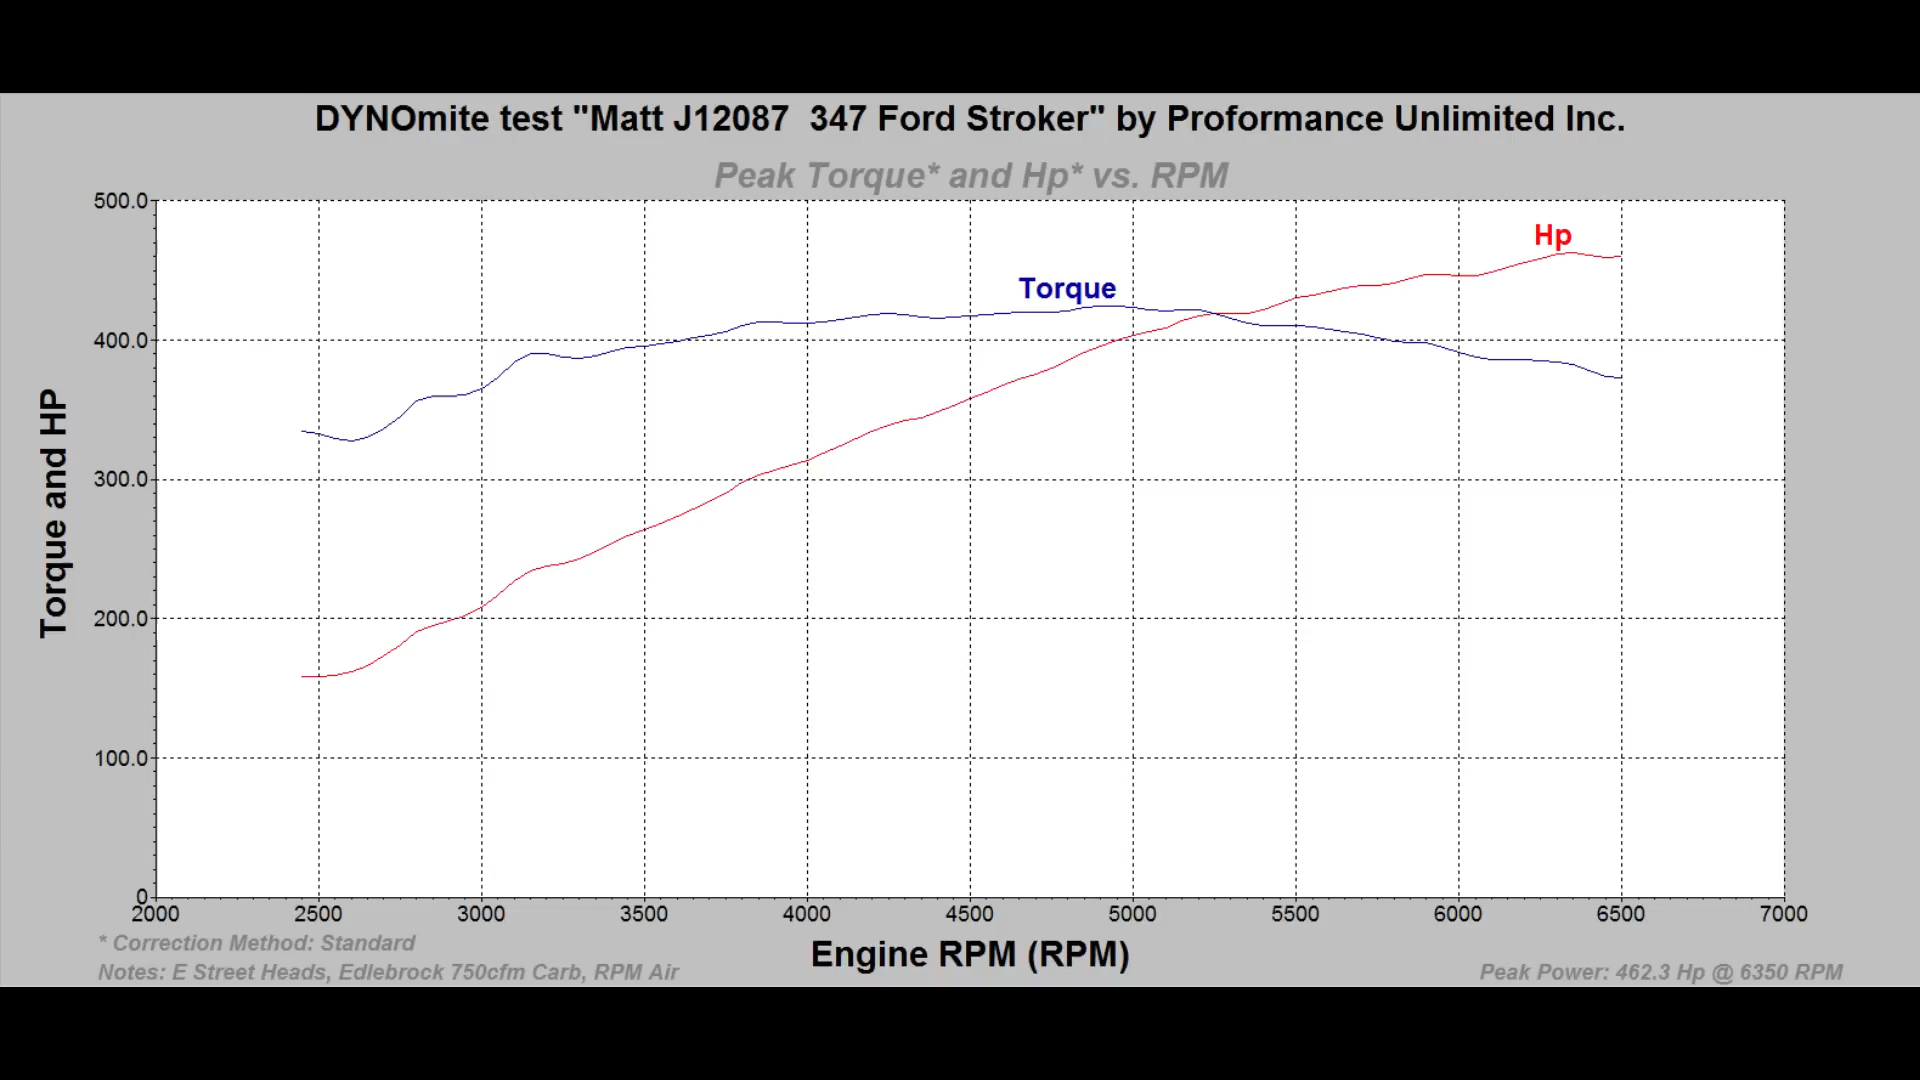 DYNOmite test "Matt J12087  347 Ford Stroker" by Proformance Unlimited Inc.
Peak Torque* and Hp* vs. RPM
500.0
Hp
Torque
400.0
Torque and HP
300.0
200.0
100.0
0
2000 2500 3000 3500 4000 4500 5000 5500 6000 6500 7000
* Correction Method: Standard
Engine RPM (RPM)
Notes: E Street Heads, Edlebrock 750cfm Carb, RPM Air
Peak Power: 462.3 Hp @ 6350 RPM